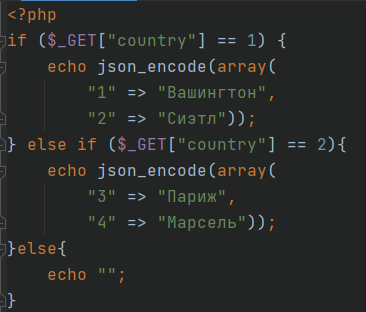 <?php
if ($_GET["country"] == 1) {
    echo json_encode(array(
        "1" => "Вашингтон",
        "2" => "Сиэтл"));
} else if ($_GET["country"] == 2){
    echo json_encode(array(
        "3" => "Париж",
        "4" => "Марсель"));
}else{
    echo "";
}